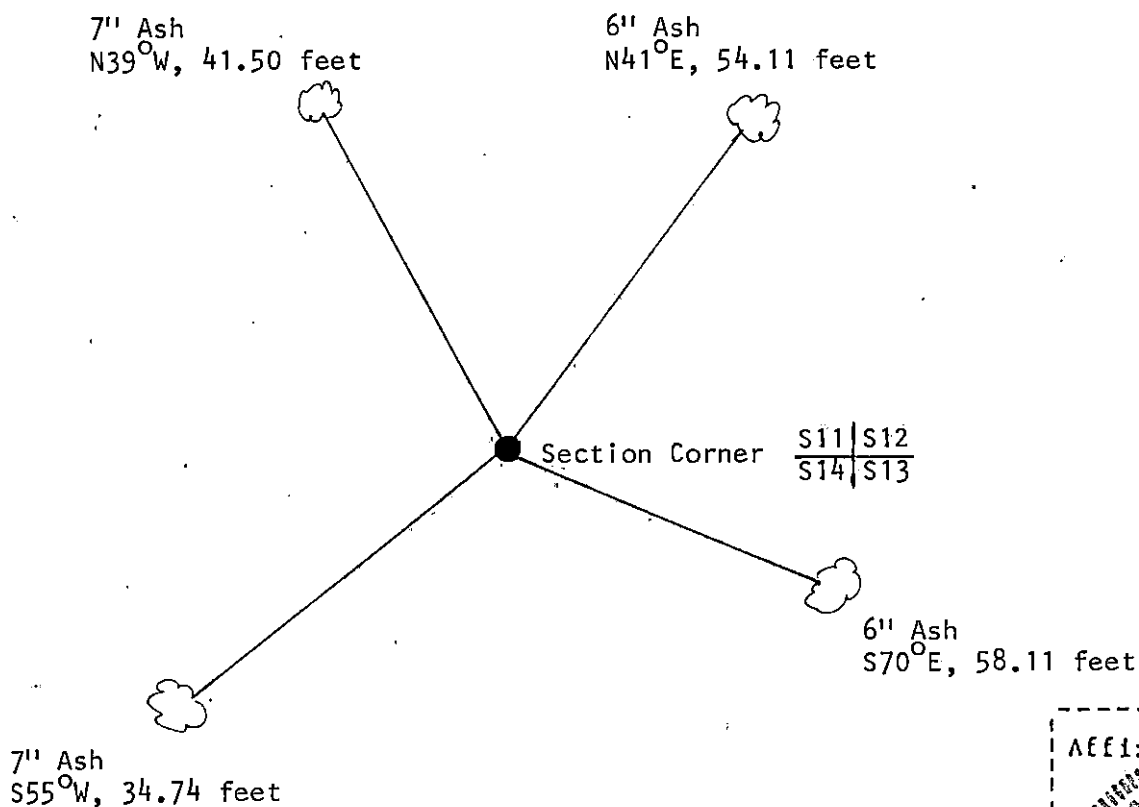 7" Ash
N39°W, 41.50 feet
6" Ash
N41°E, 54.11 feet
Section Corner
S11|S12
S14|S13
6" Ash
S70°E, 58.11 feet
7" Ash
S55°W, 34.74 feet